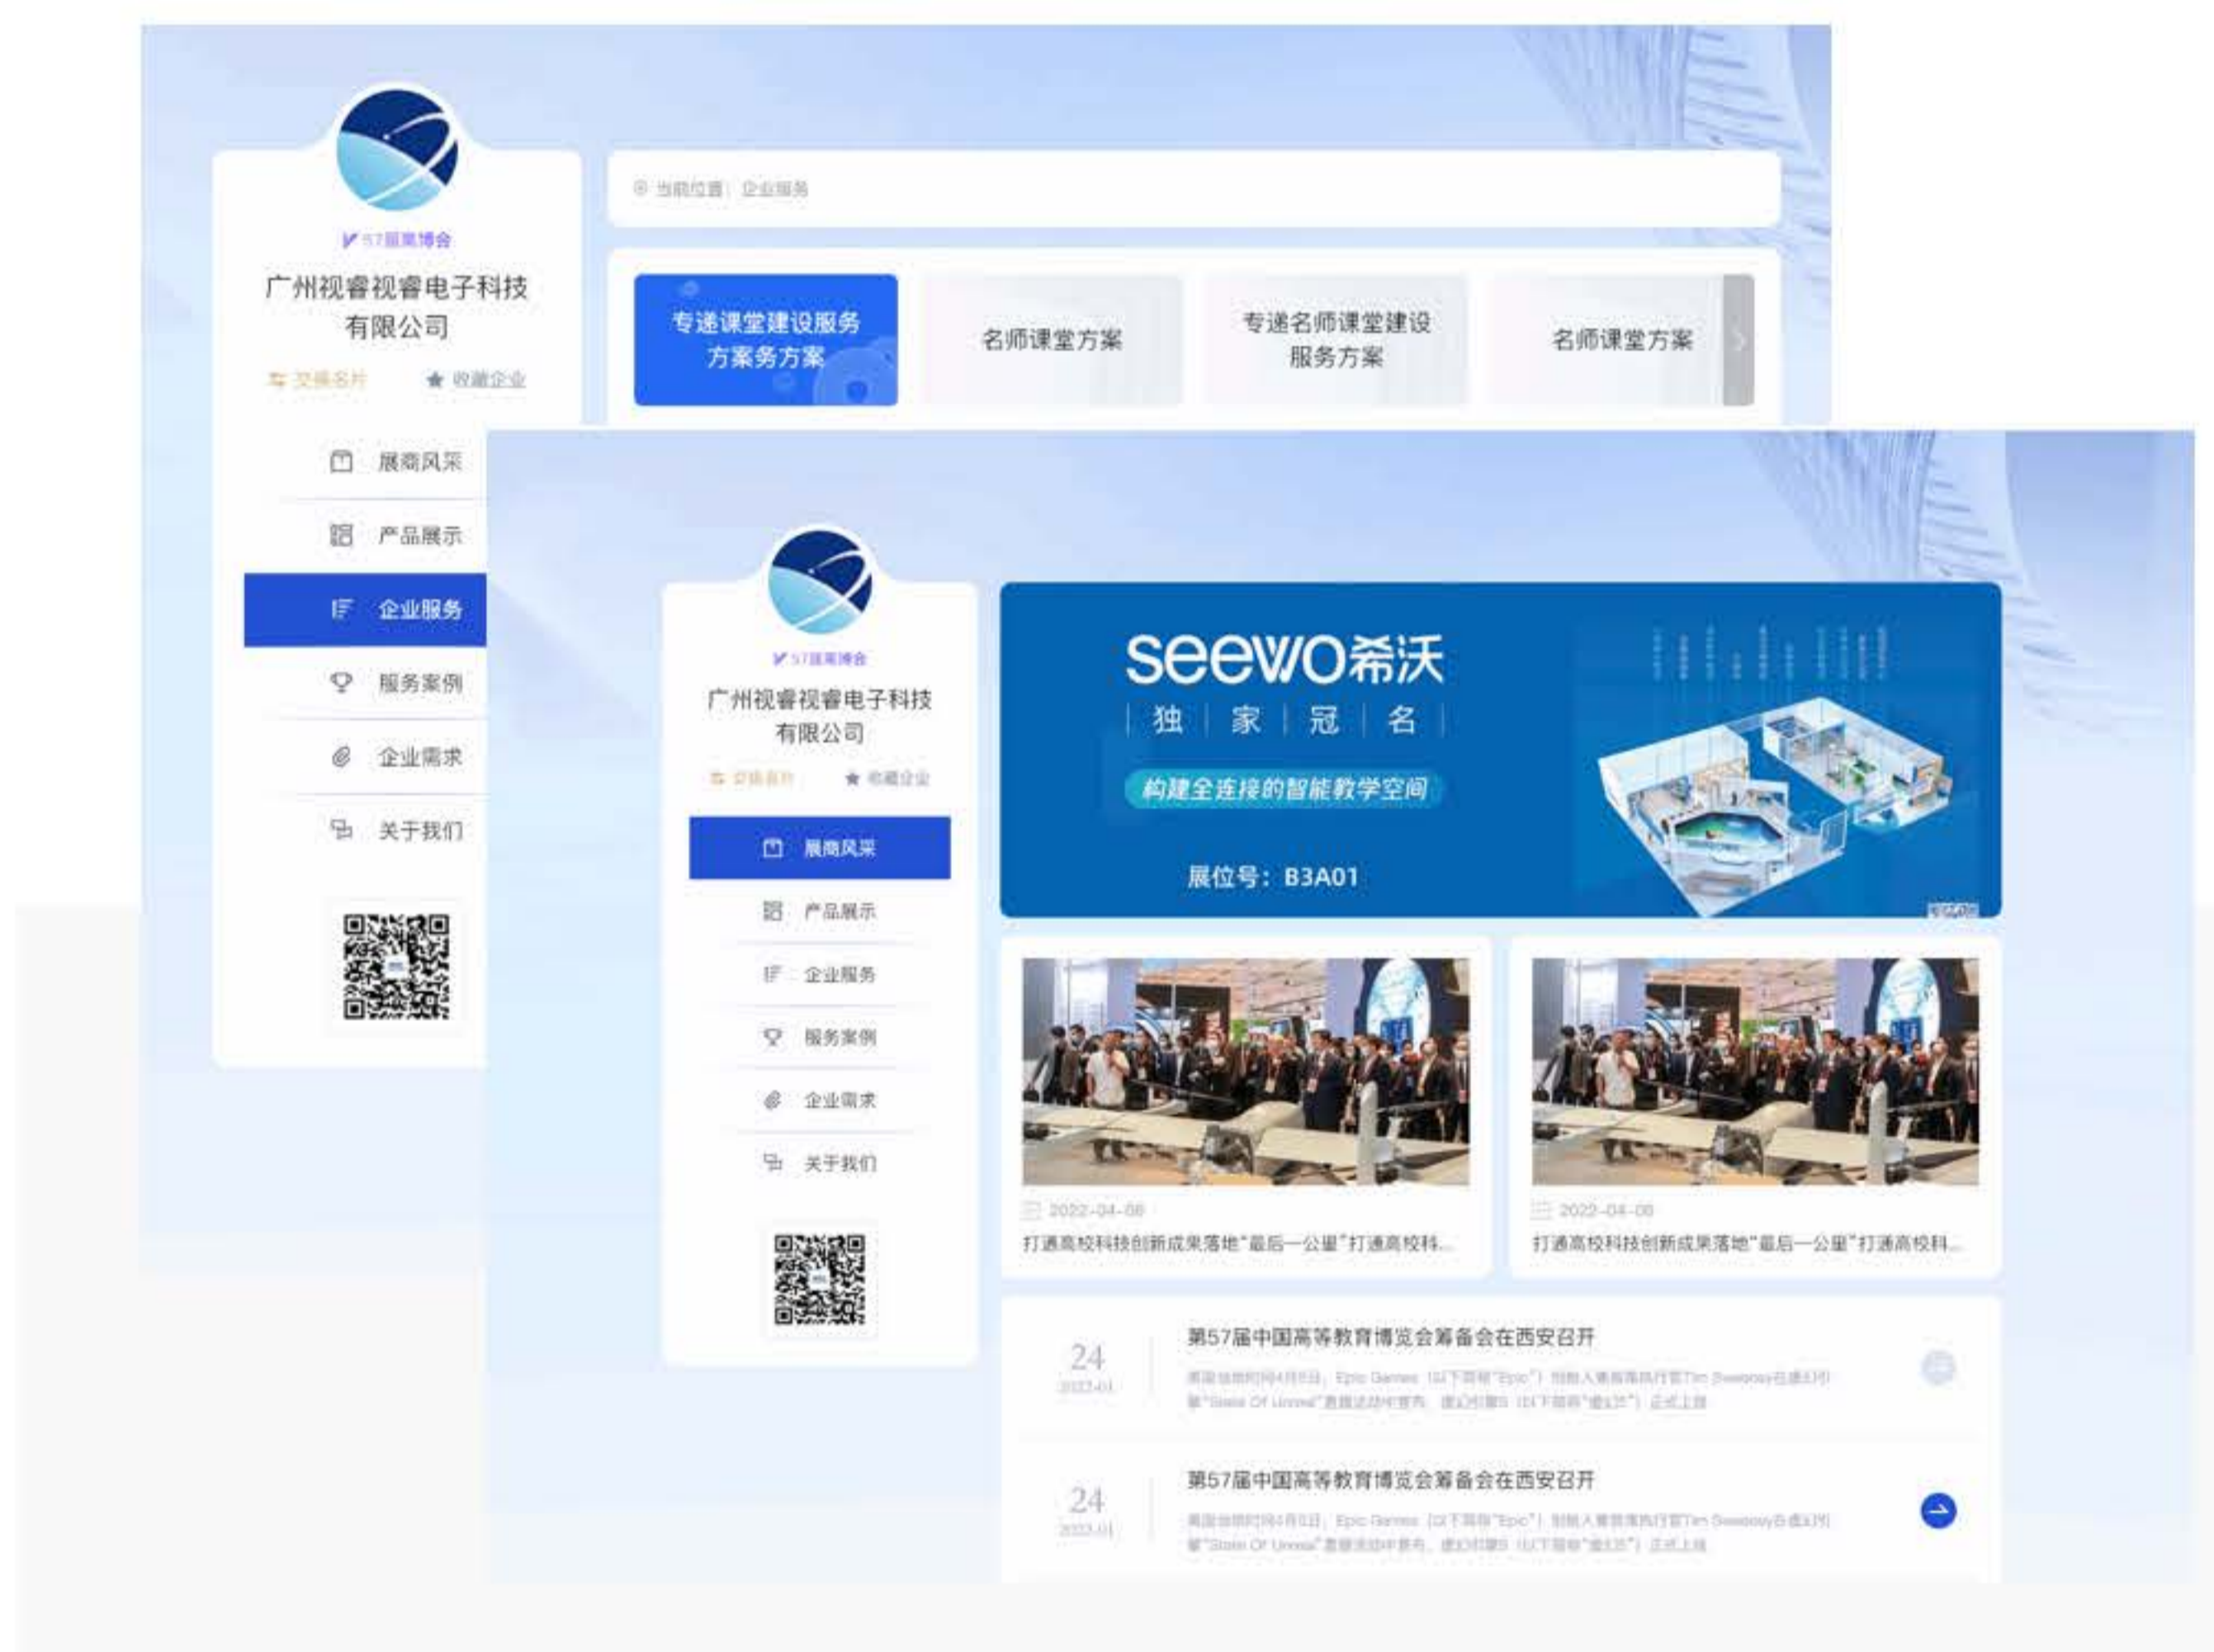 57届高博会
广州视睿视睿电子科技
有限公司
交换名片
收藏企业
展商风采
产品展示
企业服务
服务案例
企业需求
关于我们
当前位置：企业服务
专递课堂建设服务
方案务方案
名师课堂方案
专递名师课堂建设
服务方案
名师课堂方案
57届高博会
广州视睿视睿电子科技
有限公司
交换名片
收藏企业
展商风采
产品展示
企业服务
服务案例
企业需求
关于我们
seewo希沃
独家冠名
构建全连接的智能教学空间
展位号：B3A01
2022-04-08
打通高校科技创新成果落地“最后一公里”打通高校科...
2022-04-08
打通高校科技创新成果落地“最后一公里”打通高校科...
24
2022-01
第57届中国高等教育博览会筹备会在西安召开
24
2022-01
第57届中国高等教育博览会筹备会在西安召开